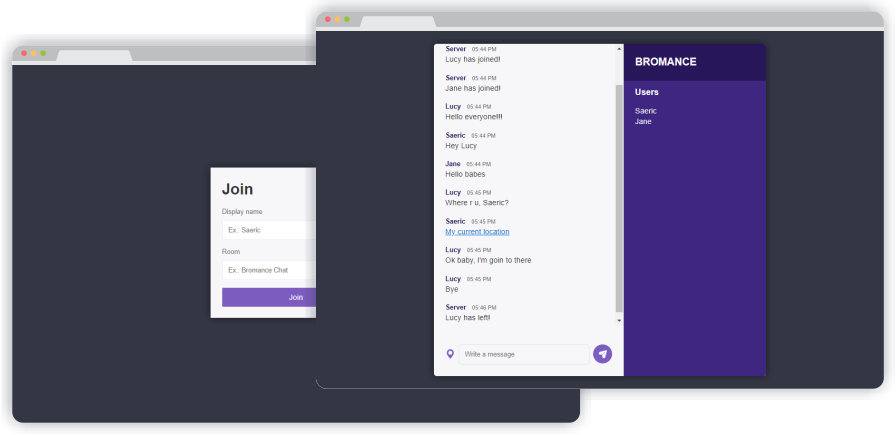 Join
Display name
Ex.: Saeric
Room
Ex.: Bromance Chat
Join
Server 05:44 PM
Lucy has joined!
Server 05:44 PM
Jane has joined!
Lucy 05:44 PM
Hello everyone!!!
Saeric 05:44 PM
Hey Lucy
Jane 05:44 PM
Hello babes
Lucy 05:45 PM
Where r u, Saeric?
Saeric 05:45 PM
My current location
Lucy 05:45 PM
Ok baby, I'm goin to there
Lucy 05:45 PM
Bye
Server 05:46 PM
Lucy has left!
Write a message
BROMANCE
Users
Saeric
Jane